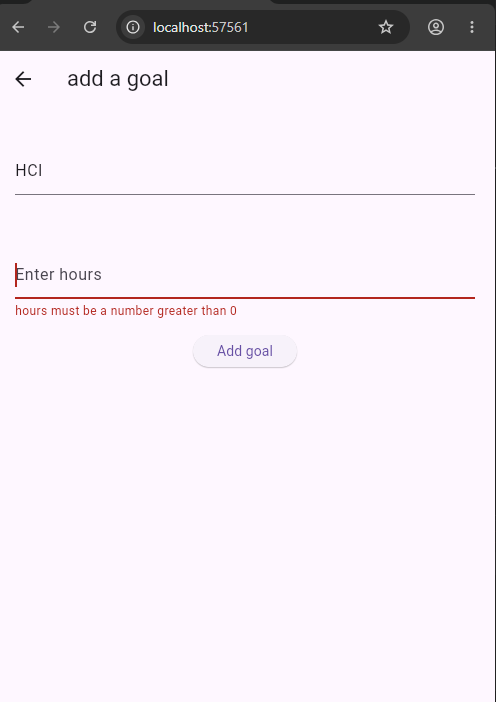 localhost:57561
add a goal
HCI
Enter hours
hours must be a number greater than 0
Add goal